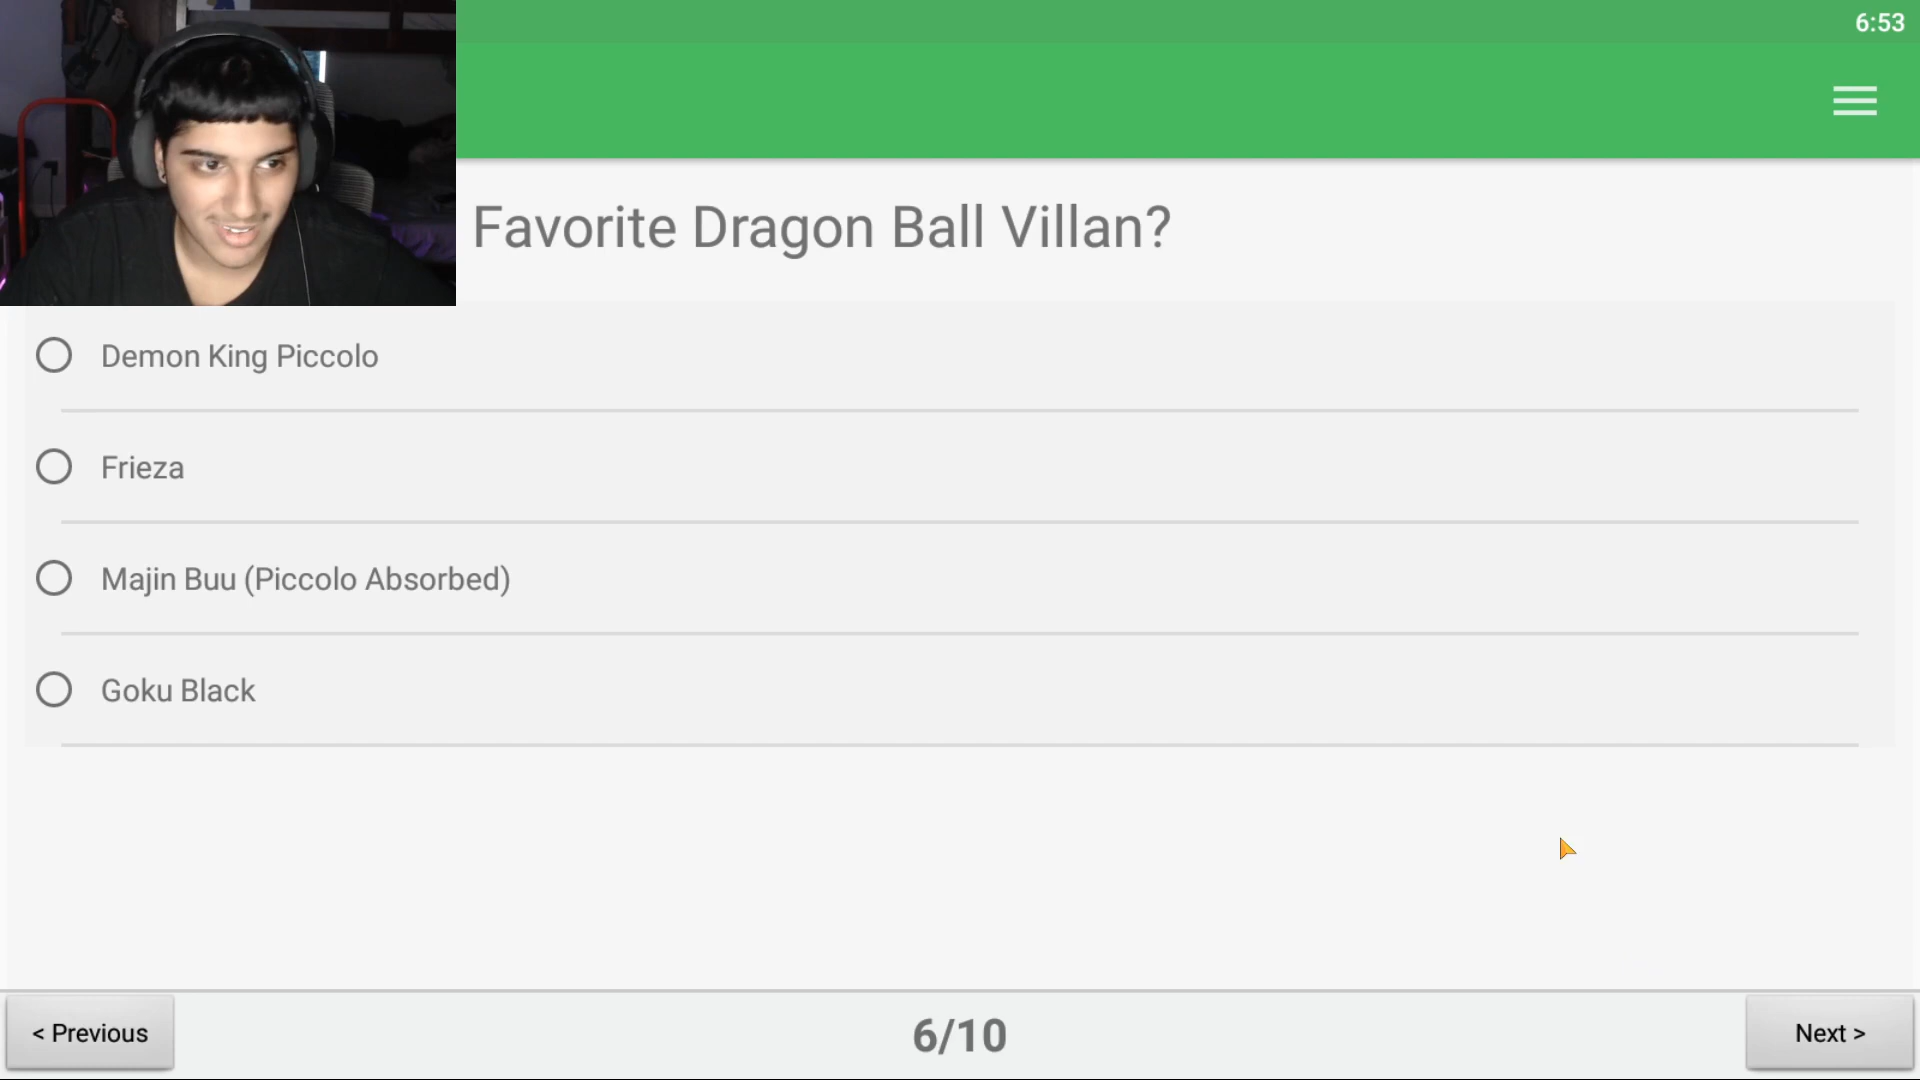 6:53
Favorite Dragon Ball Villan?
Demon King Piccolo
Frieza
Majin Buu (Piccolo Absorbed)
Goku Black
< Previous
6/10
Next >